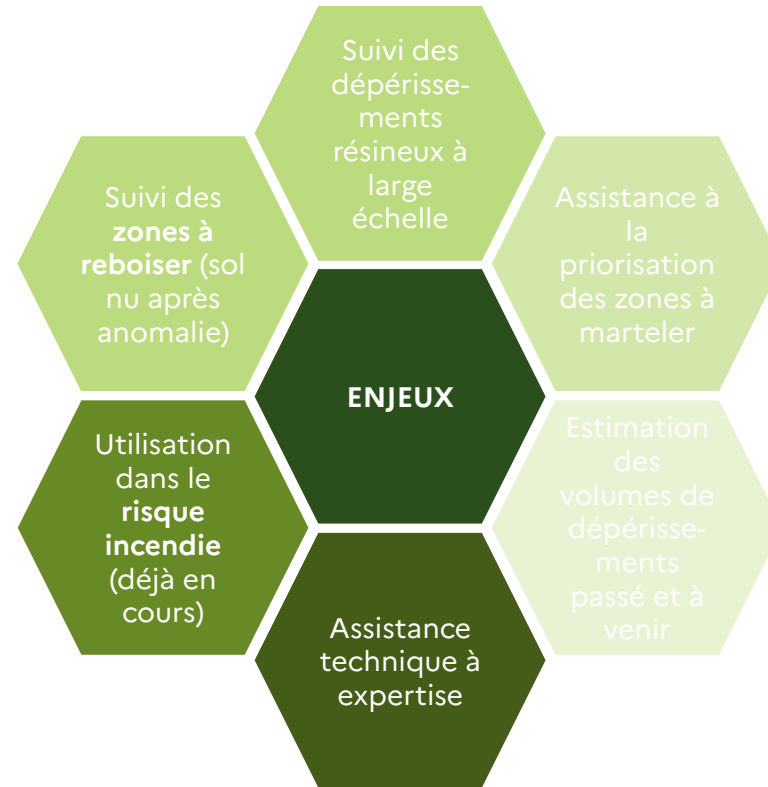 Suivi des
dépérisse-
ments
résineux à
large
échelle
Suivi des
zones à
reboiser (sol
nu après
anomalie)
Assistance à
la
priorisation
des zones à
marteler
ENJEUX
Utilisation
dans le
risque
incendie
(déjà en
cours)
Estimation
des
volumes de
dépérisse-
ments
passé et à
venir
Assistance
technique à
expertise